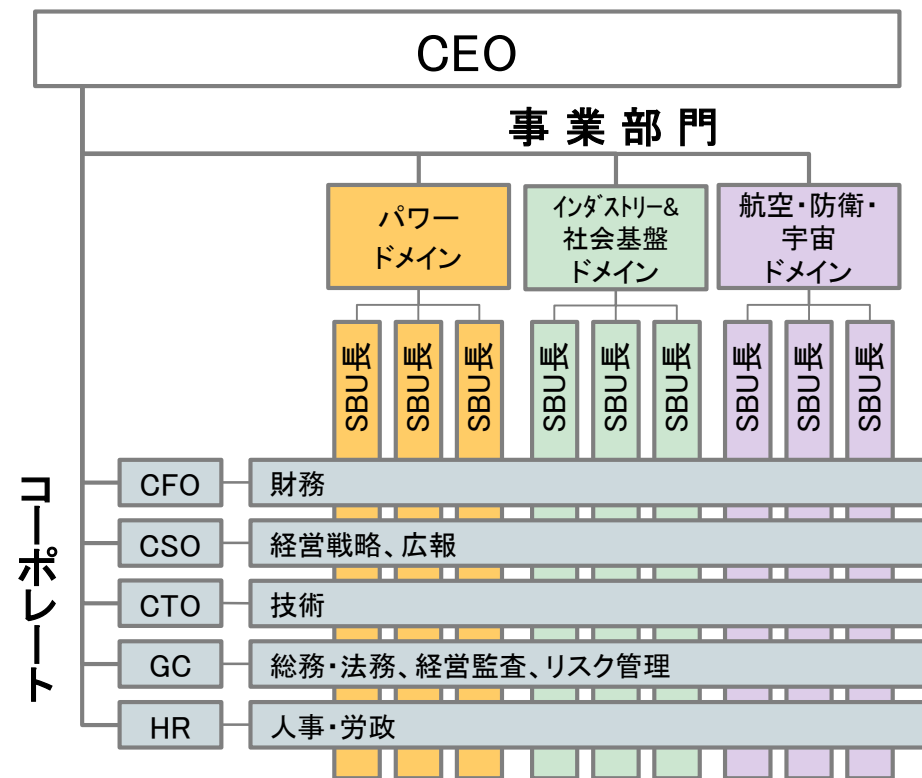 CEO
事業部門
パワー
ドメイン
インダストリー&
社会基盤
ドメイン
航空・防衛・
宇宙
ドメイン
SBU長
SBU長
SBU長
SBU長
SBU長
SBU長
SBU長
SBU長
SBU長
コーポレート
CFO
財務
CSO
経営戦略、広報
CTO
技術
GC
総務・法務、経営監査、リスク管理
HR
人事・労政